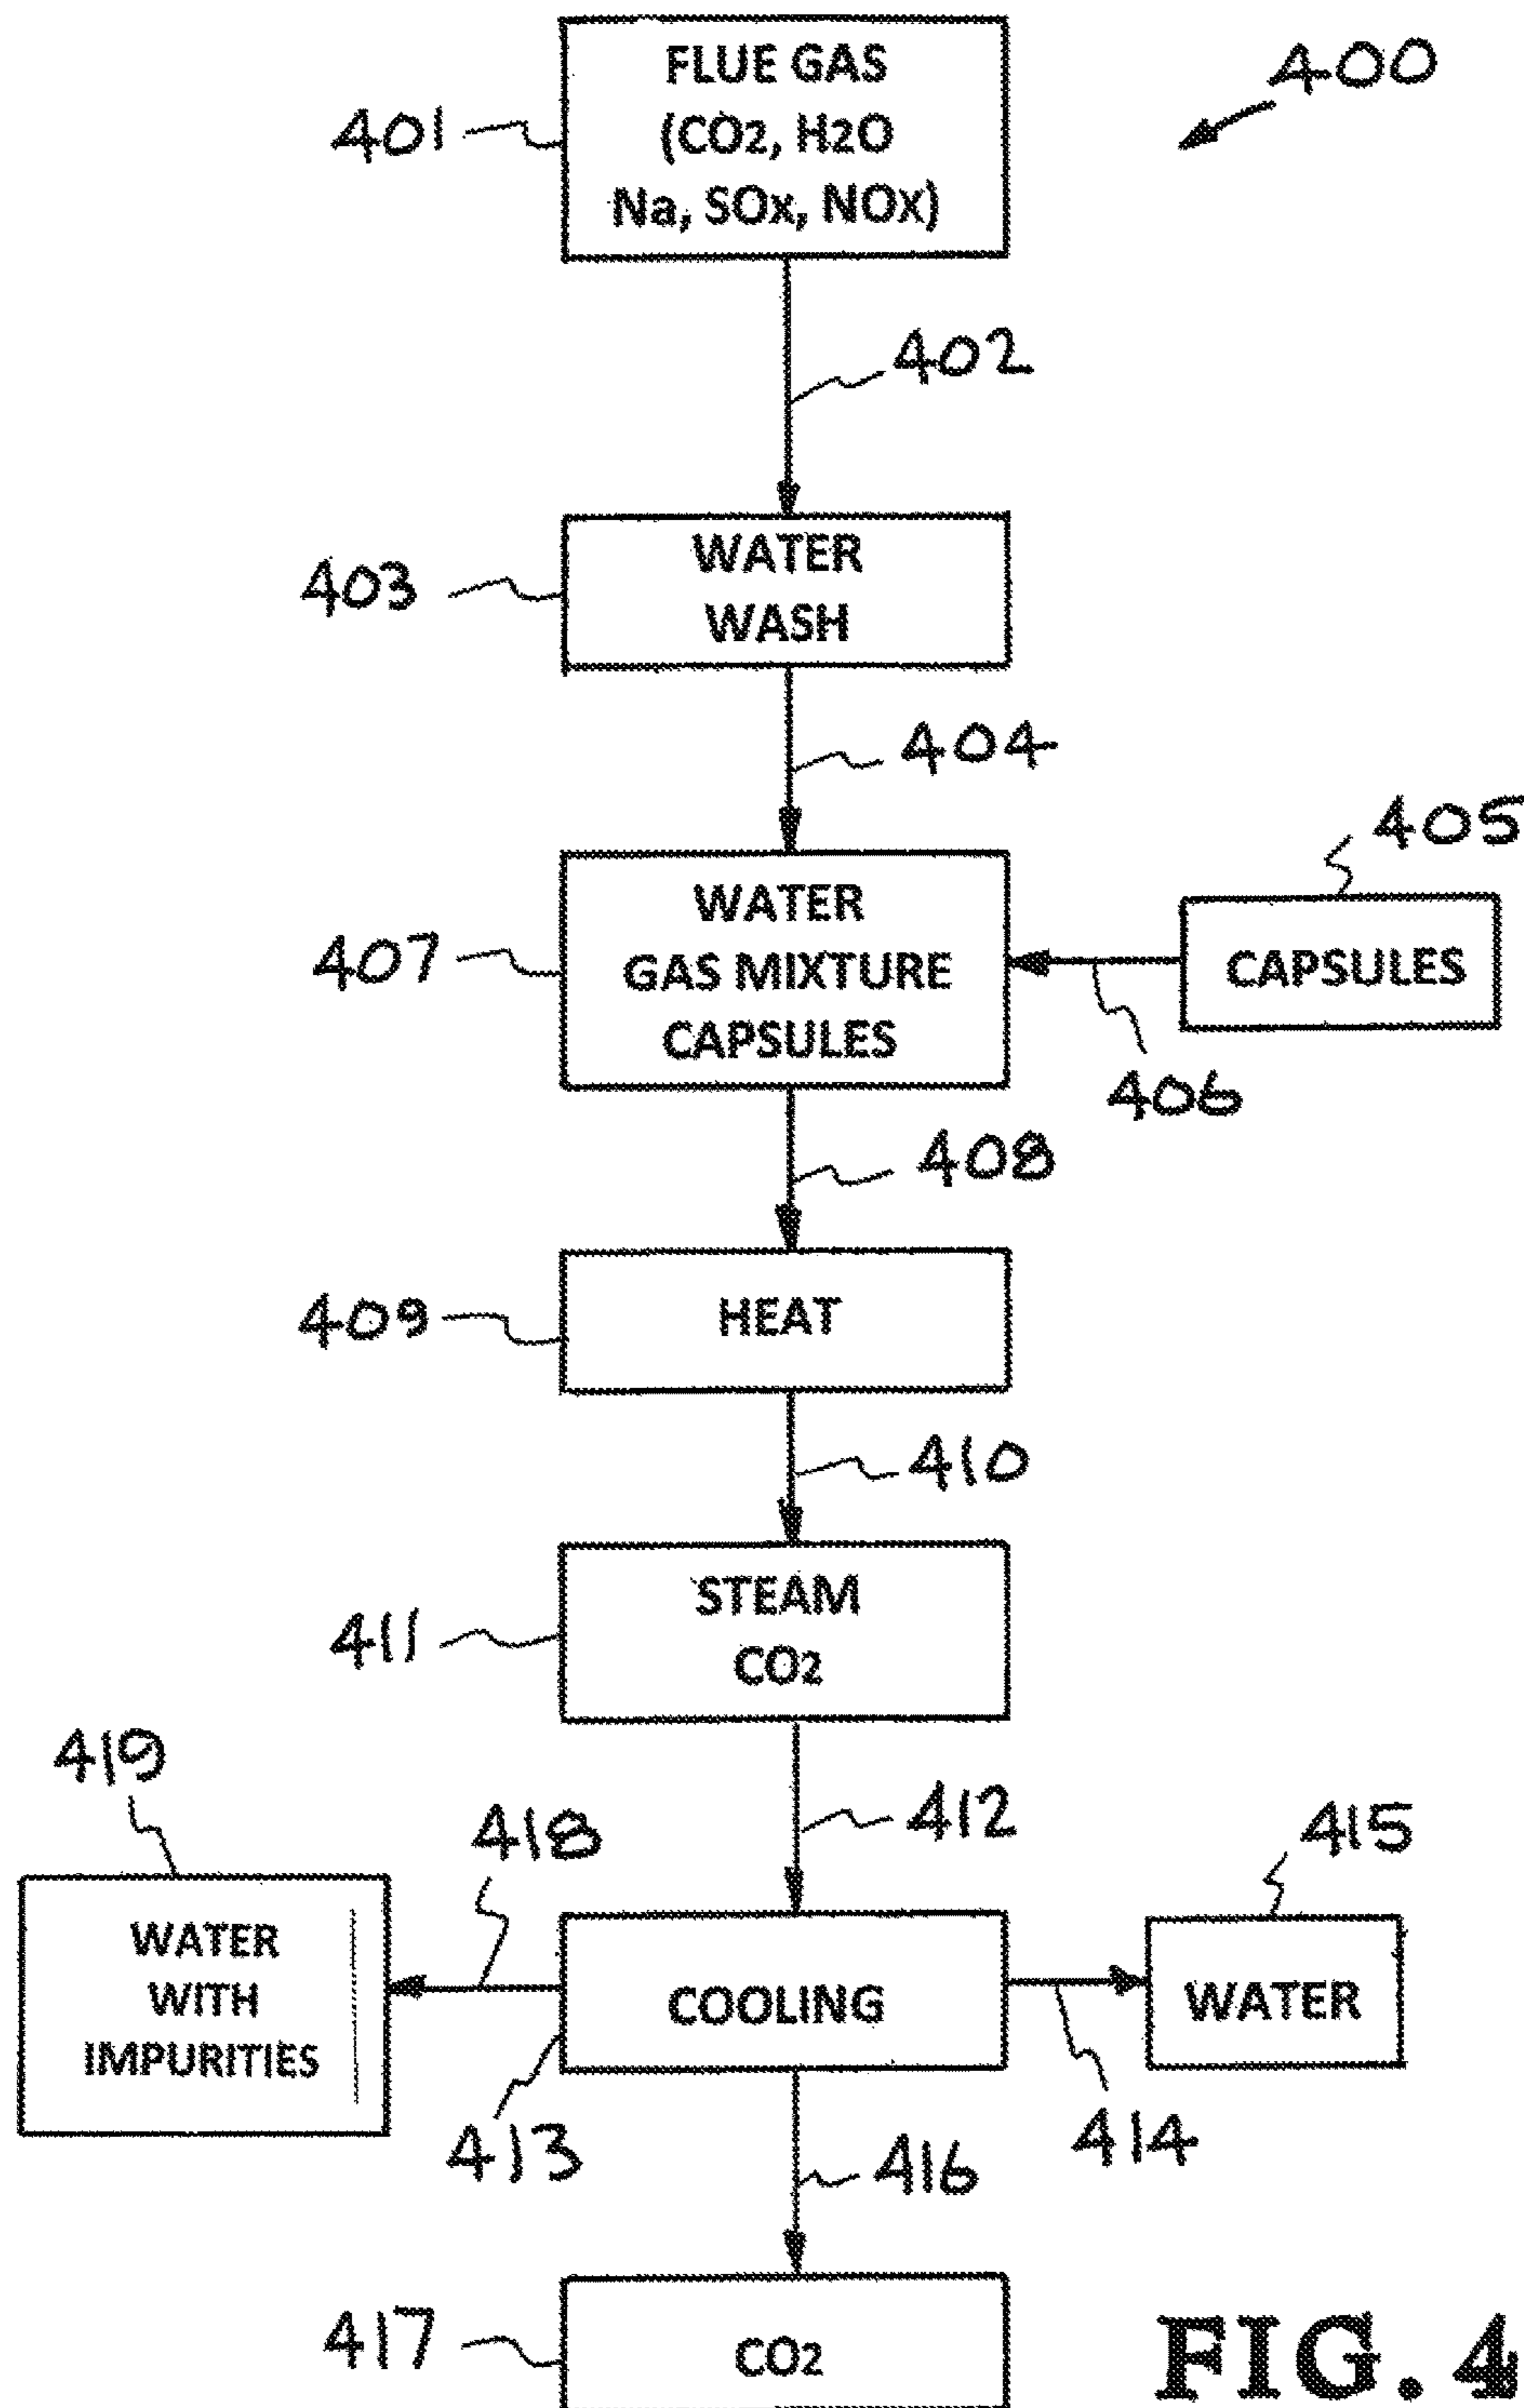 FLUE GAS
(CO2, H2O
Na, SOx, NOX)
400
401
402
WATER
WASH
403
404
405
WATER
GAS MIXTURE
CAPSULES
407
CAPSULES
406
408
HEAT
409
410
STEAM
CO2
411
419
418
412
415
WATER
WITH
IMPURITIES
COOLING
WATER
413
414
416
417
CO2
FIG. 4